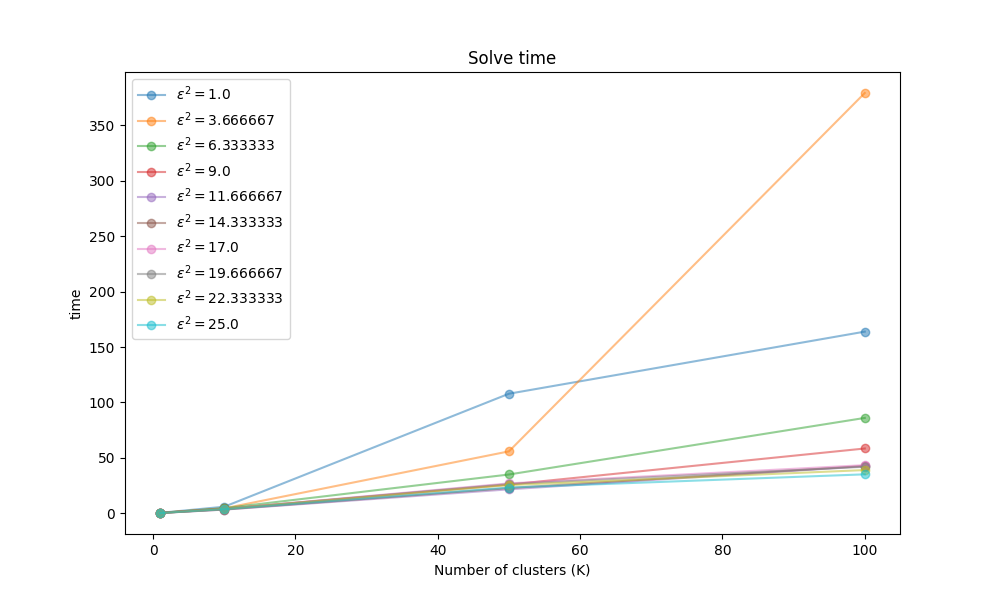 Solve time
ε² = 1.0
ε² = 3.666667
ε² = 6.333333
ε² = 9.0
ε² = 11.666667
ε² = 14.333333
ε² = 17.0
ε² = 19.666667
ε² = 22.333333
ε² = 25.0
time
350
300
250
200
150
100
50
0
0 20 40 60 80 100
Number of clusters (K)